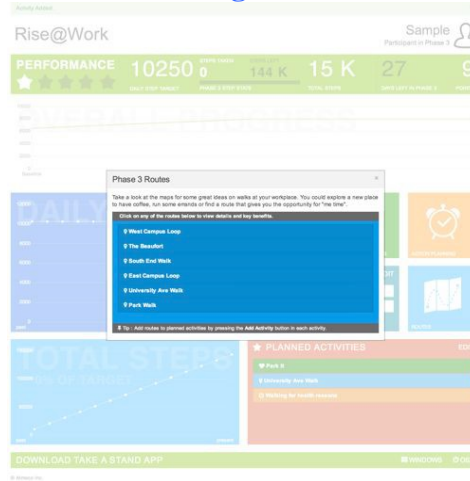 Rise@Work
Sample
Participant in Phase 3
PERFORMANCE
10250
0
144 K
15 K
27
DAILY STEP TARGET
TOTAL STEPS
OVERALL PROGRESS
Phase 3 Routes
×
Take a look at the maps for some great ideas on walks at your workplace. You could explore a new place
to have coffee, run some errands or find a route that gives you the opportunity for "me time".
Click on any of the routes below to view details and key benefits.
West Campus Loop
The Beaufort
South End Walk
East Campus Loop
University Ave Walk
Park Walk
Tip : Add routes to planned activities by pressing the Add Activity button in each activity.
DAILY
ROUTES
TOTAL STEPS
% OF TARGET
PLANNED ACTIVITIES
Park It
University Ave Walk
Walking for Health Session
DOWNLOAD TAKE A STAND APP
WINDOWS